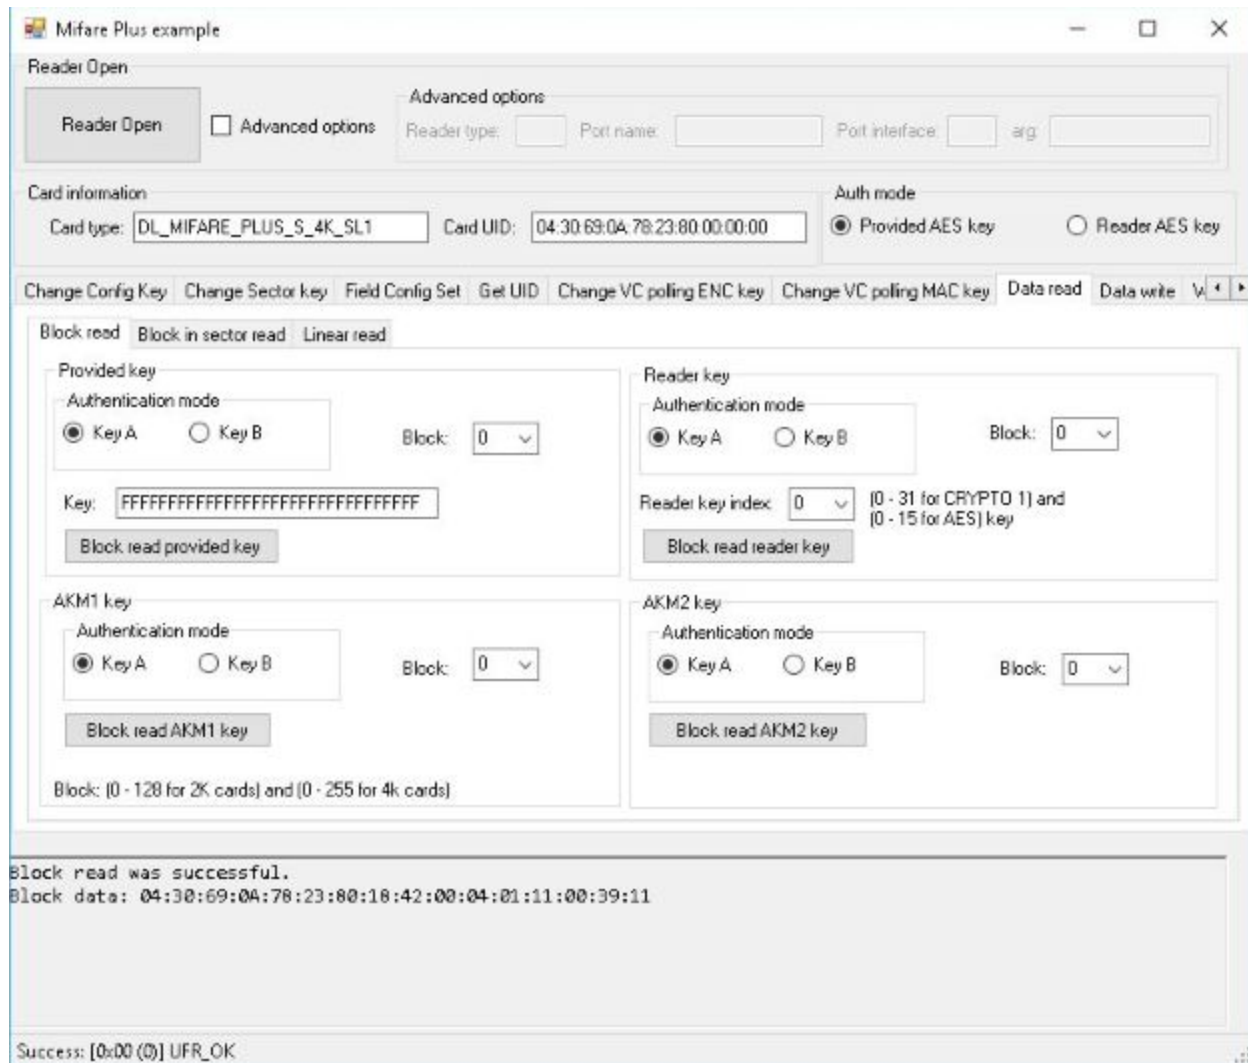 Mifare Plus example
Reader Open
Reader Open
Advanced options
Advanced options
Reader type:
Port name:
Port interface:
arg:
Card information
Card type: DL_MIFARE_PLUS_S_4K_SL1
Card UID: 04:30:69:0A:78:23:80:00:00:00
Auth mode
Provided AES key
Reader AES key
Change Config Key Change Sector key Field Config Set Get UID Change VC polling ENC key Change VC polling MAC key Data read Data write
Block read Block in sector read Linear read
Provided key
Authentication mode
Key A Key B
Block: 0
Key: FFFFFFFFFFFFFFFFFFFFFFFFFFFFFFFF
Block read provided key
Reader key
Authentication mode
Key A Key B
Block: 0
Reader key index: 0
(0 - 31 for CRYPTO 1) and
(0 - 15 for AES) key
Block read reader key
AKM1 key
Authentication mode
Key A Key B
Block: 0
Block read AKM1 key
Block: (0 - 128 for 2K cards) and (0 - 255 for 4k cards)
AKM2 key
Authentication mode
Key A Key B
Block: 0
Block read AKM2 key
Block read was successful.
Block data: 04:30:69:0A:78:23:80:18:42:00:04:01:11:00:39:11
Success: [0x00 (0)] UFR_OK